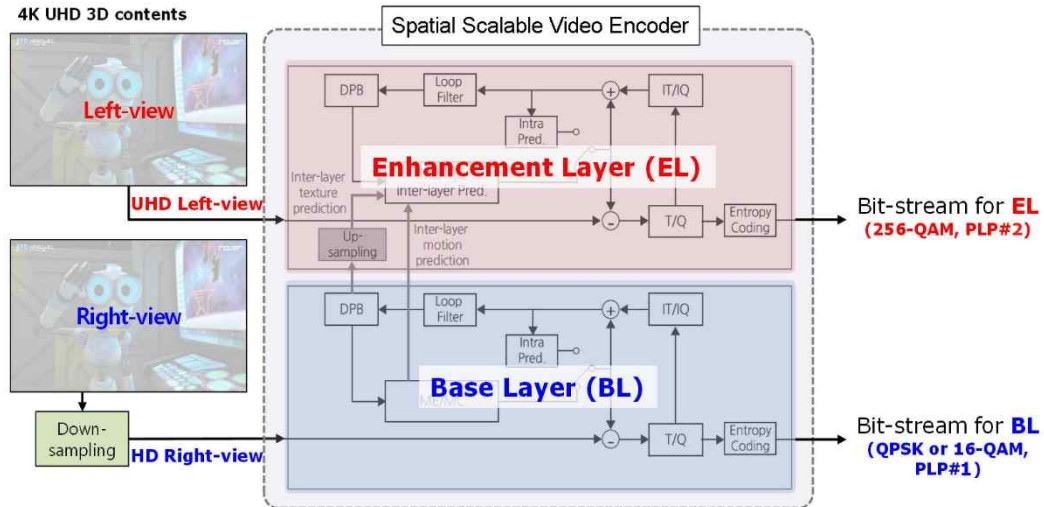 4K UHD 3D contents
Spatial Scalable Video Encoder
Left-view
UHD Left-view
DPB
Loop
Filter
IT/IQ
Intra
Pred.
Enhancement Layer (EL)
Inter-layer
texture
prediction
Inter-layer Pred.
Up-
sampling
Inter-layer
motion
prediction
T/Q
Entropy
Coding
Bit-stream for EL
(256-QAM, PLP#2)
Right-view
DPB
Loop
Filter
IT/IQ
Intra
Pred.
Base Layer (BL)
Down-
sampling
HD Right-view
T/Q
Entropy
Coding
Bit-stream for BL
(QPSK or 16-QAM,
PLP#1)